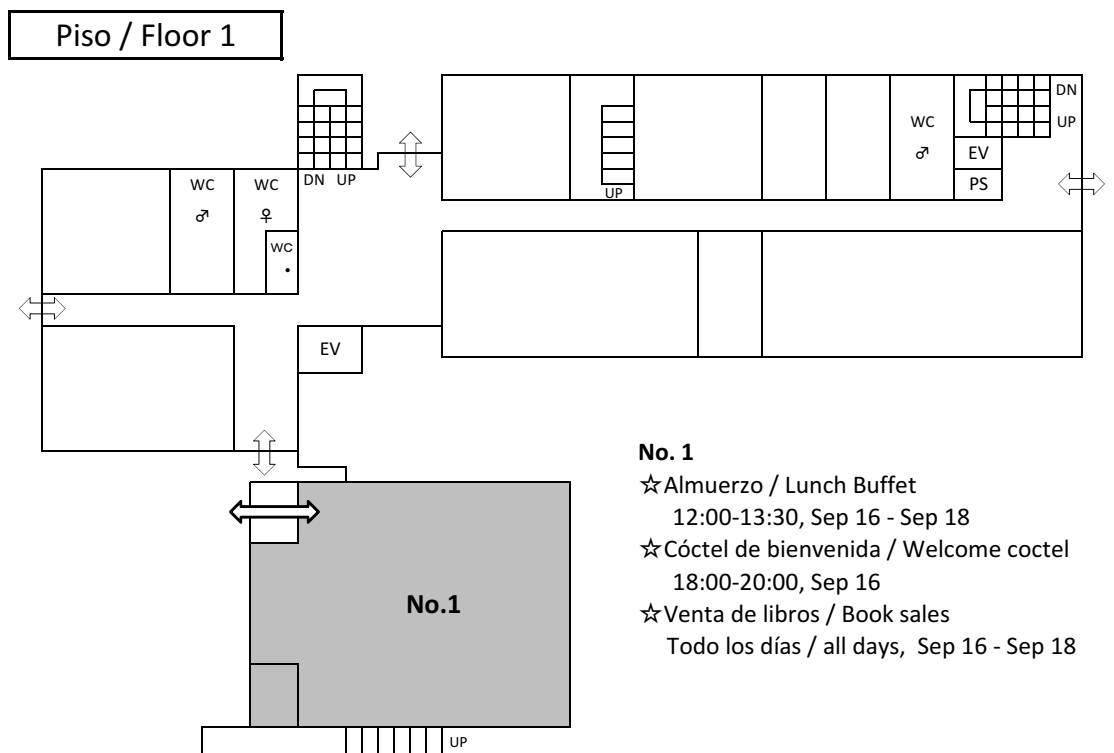 Piso / Floor 1
DN
UP
WC
♂
EV
PS
UP
DN UP
WC
♂
WC
♀
WC
•
EV
No. 1
☆Almuerzo / Lunch Buffet
12:00-13:30, Sep 16 - Sep 18
☆Cóctel de bienvenida / Welcome coctel
18:00-20:00, Sep 16
☆Venta de libros / Book sales
Todo los días / all days, Sep 16 - Sep 18
No.1
UP